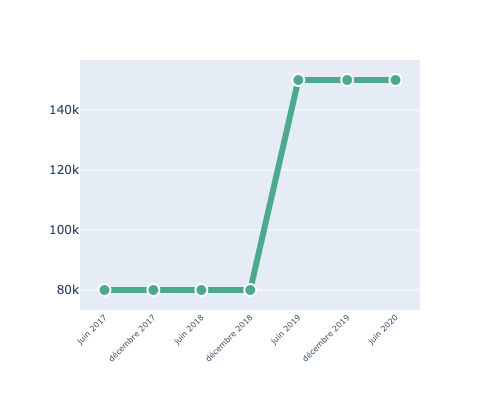 140k
120k
100k
80k
juin 2017
décembre 2017
juin 2018
décembre 2018
juin 2019
décembre 2019
juin 2020